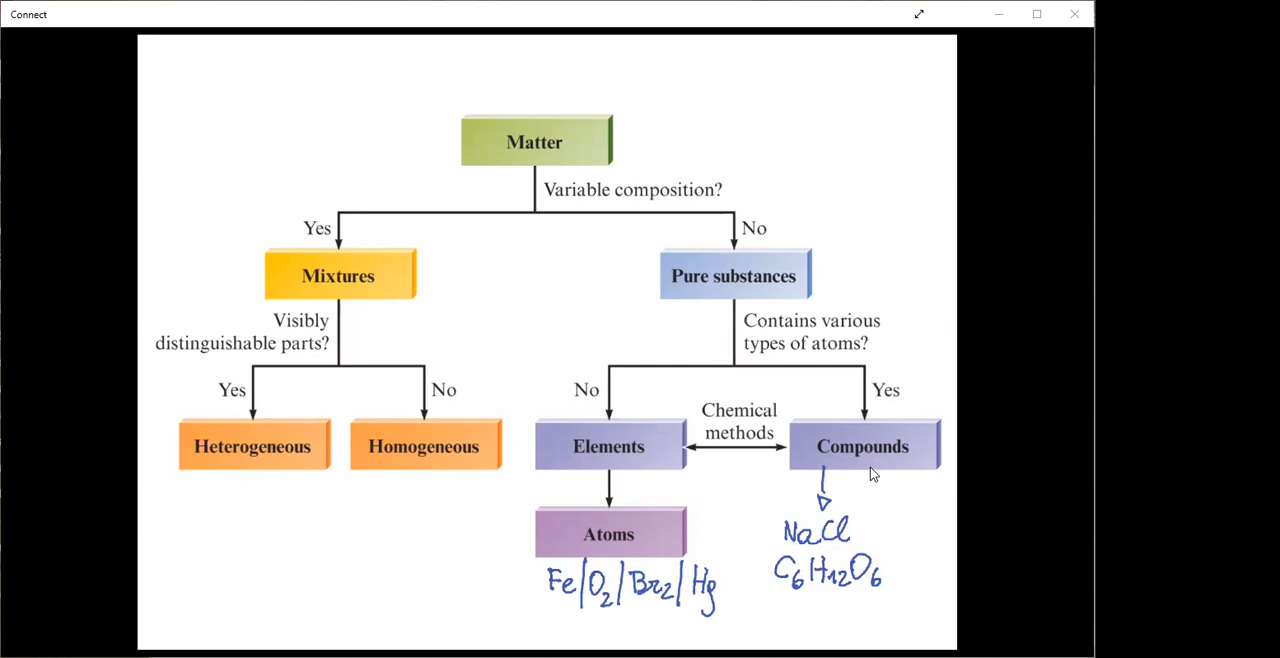 Connect
Matter
Variable composition?
Yes
No
Mixtures
Pure substances
Visibly
distinguishable parts?
Contains various
types of atoms?
Yes
No
No
Yes
Chemical
methods
Heterogeneous
Homogeneous
Elements
Compounds
Atoms
NaCl
C6H12O6
Fe/O2/Br2/Hg